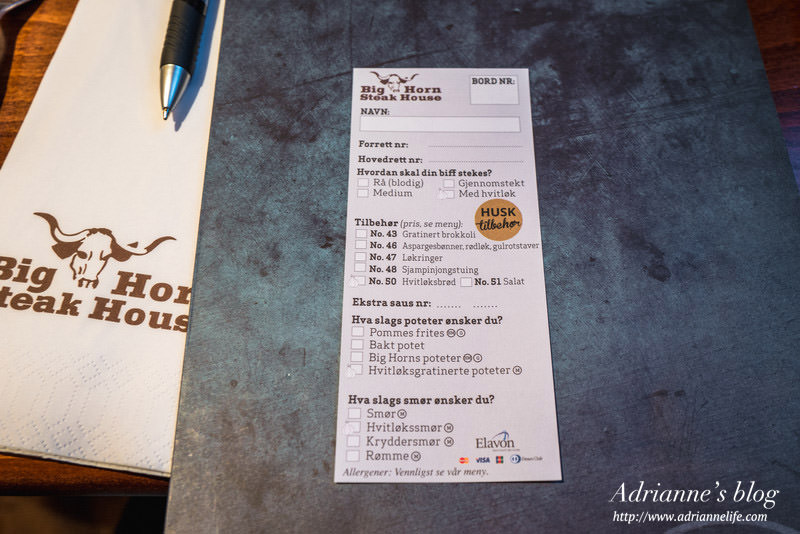 Big Horn
Steak House
BORD NR:
NAVN:
Forrett nr:
Hovedrett nr:
Hvordan skal din biff stekes?
Rå (blodig)
Gjennomstekt
Medium
Med hvitløk
HUSK
tilbehør
Tilbehør (pris, se meny):
No. 43 Gratinert brokkoli
No. 46 Aspargesbønner, rødløk, gulrotstaver
No. 47 Løkringer
No. 48 Sjampinjongstuing
No. 50 Hvitløksbrød
No. 51 Salat
Ekstra saus nr:
Hva slags poteter ønsker du?
Pommes frites
Bakt potet
Big Horns poteter
Hvitløksgratinerte poteter
Hva slags smør ønsker du?
Smør
Hvitløkssmør
Kryddersmør
Rømme
Elavon
VISA
Diners Club
Allergener: Vennligst se vår meny.
Big Horn
Steak House
Adrianne's blog
http://www.adriannelife.com